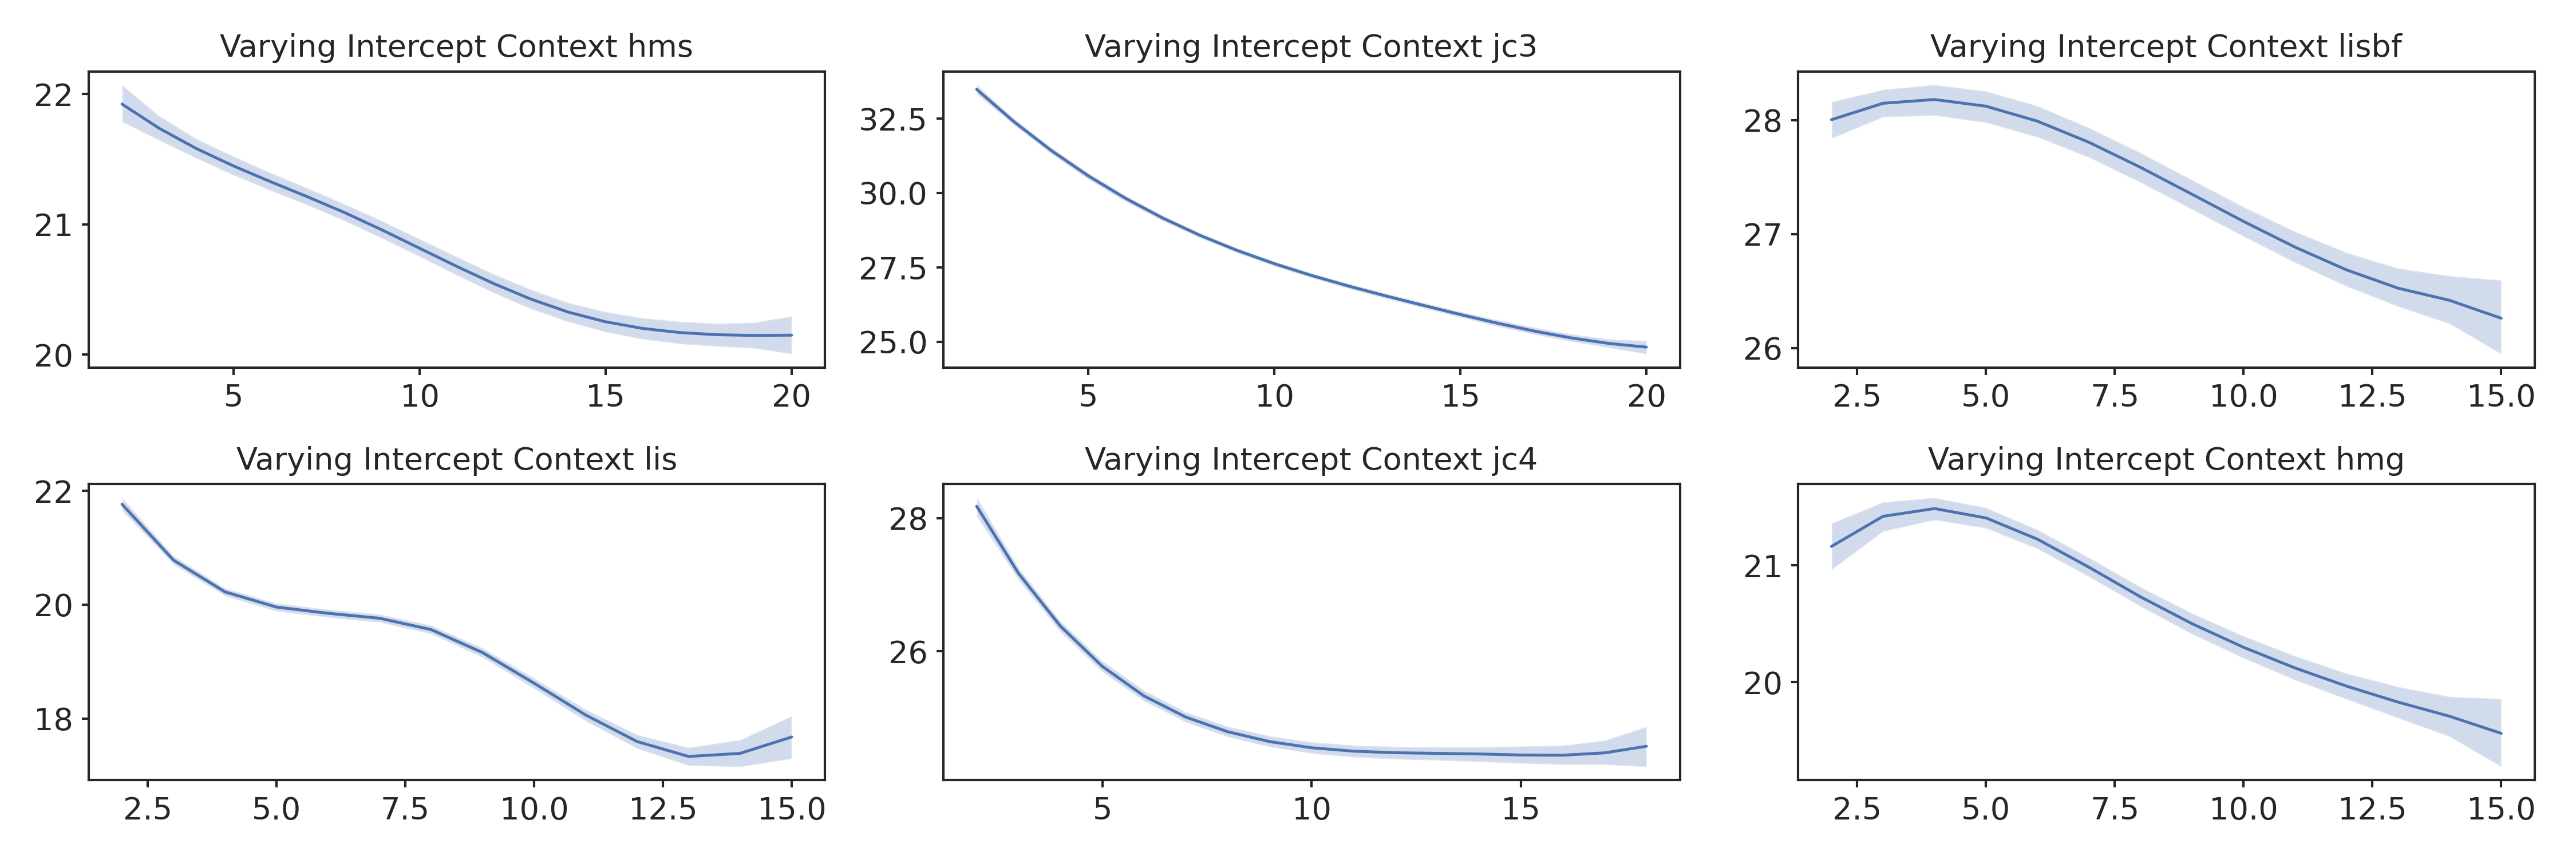 Varying Intercept Context hms
22
21
20
5 10 15 20
Varying Intercept Context jc3
32.5
30.0
27.5
25.0
5 10 15 20
Varying Intercept Context lisbf
28
27
26
2.5 5.0 7.5 10.0 12.5 15.0
Varying Intercept Context lis
22
20
18
2.5 5.0 7.5 10.0 12.5 15.0
Varying Intercept Context jc4
28
26
5 10 15
Varying Intercept Context hmg
21
20
2.5 5.0 7.5 10.0 12.5 15.0